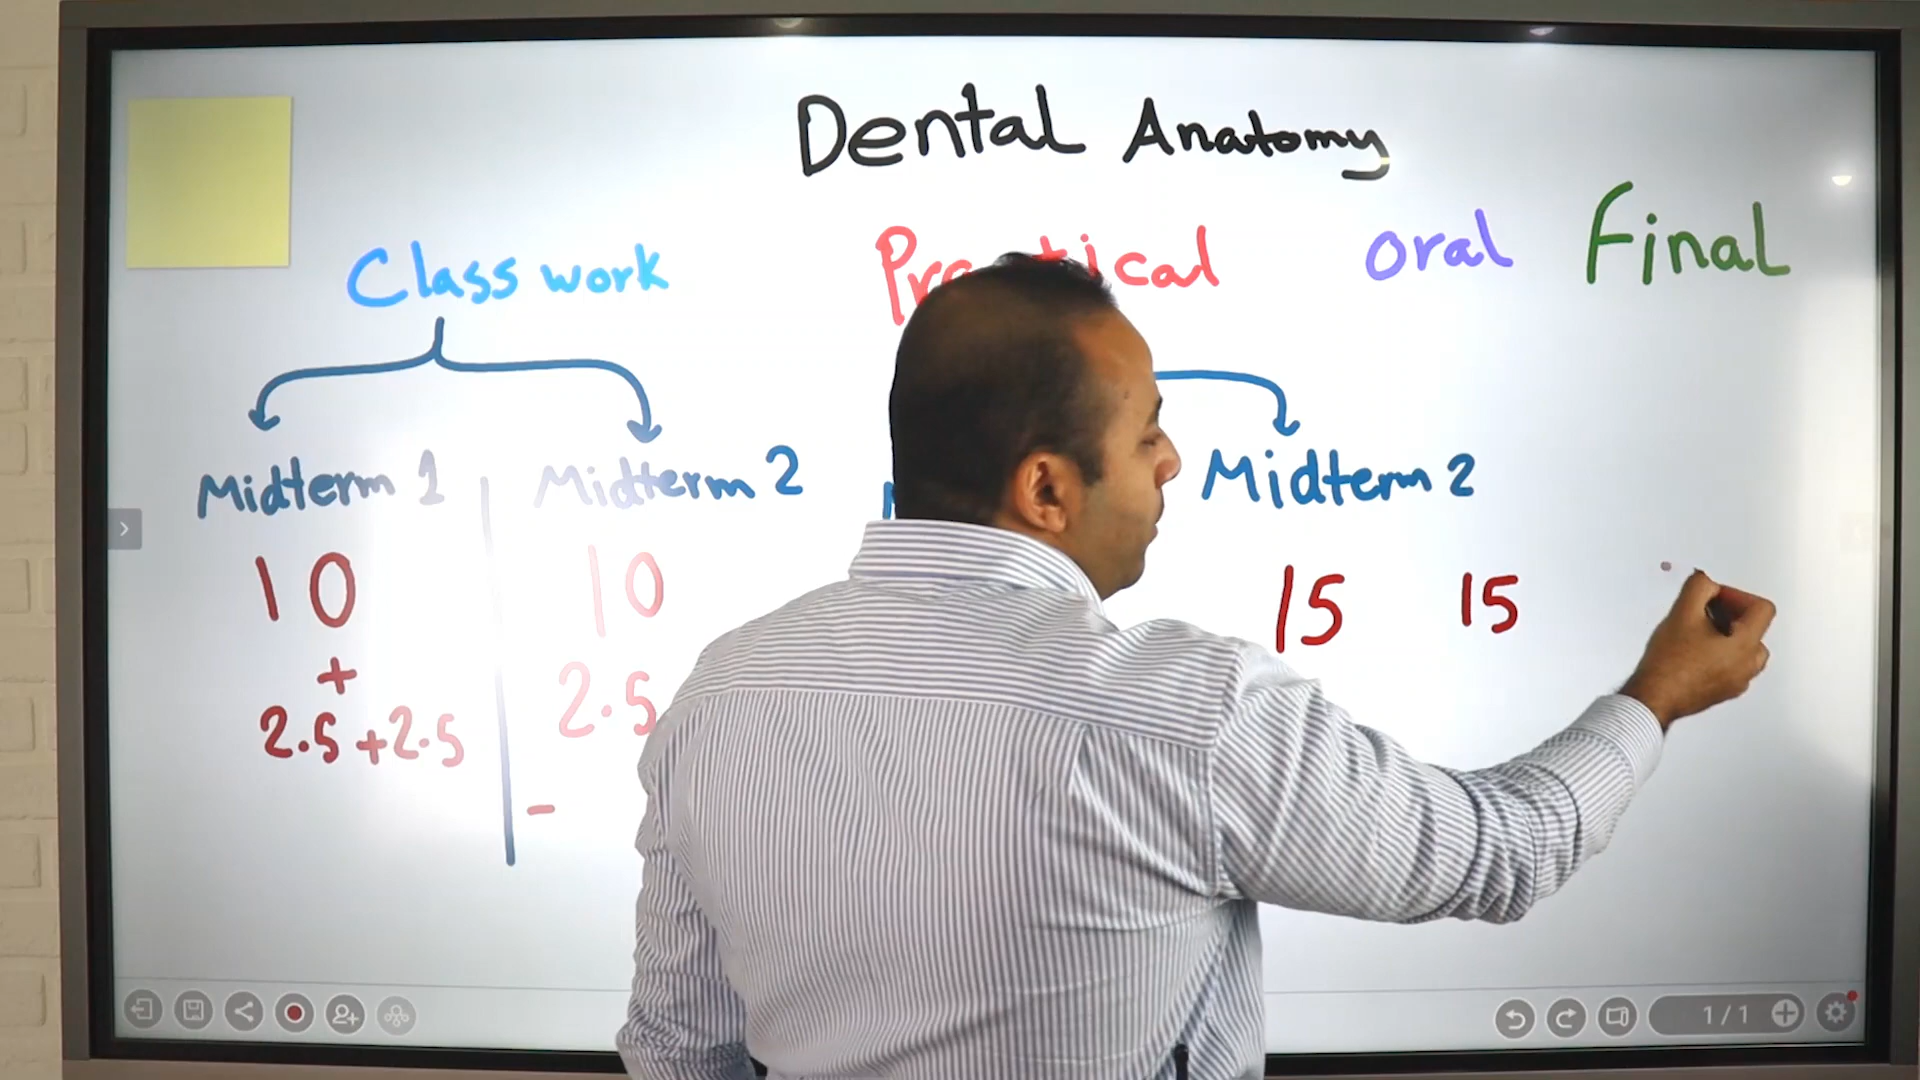 Dental Anatomy
Class work
Practical
oral
Final
Midterm 1
Midterm 2
Midterm 2
10
10
15
15
+
2.5
2.5+2.5
-
1/1